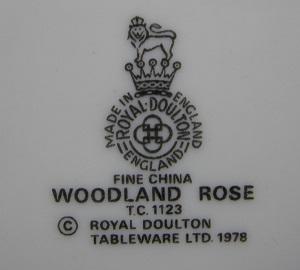 MADE IN ENGLAND
ROYAL·DOULTON
ENGLAND
FINE CHINA
WOODLAND ROSE
T.C. 1123
© ROYAL DOULTON
TABLEWARE LTD. 1978